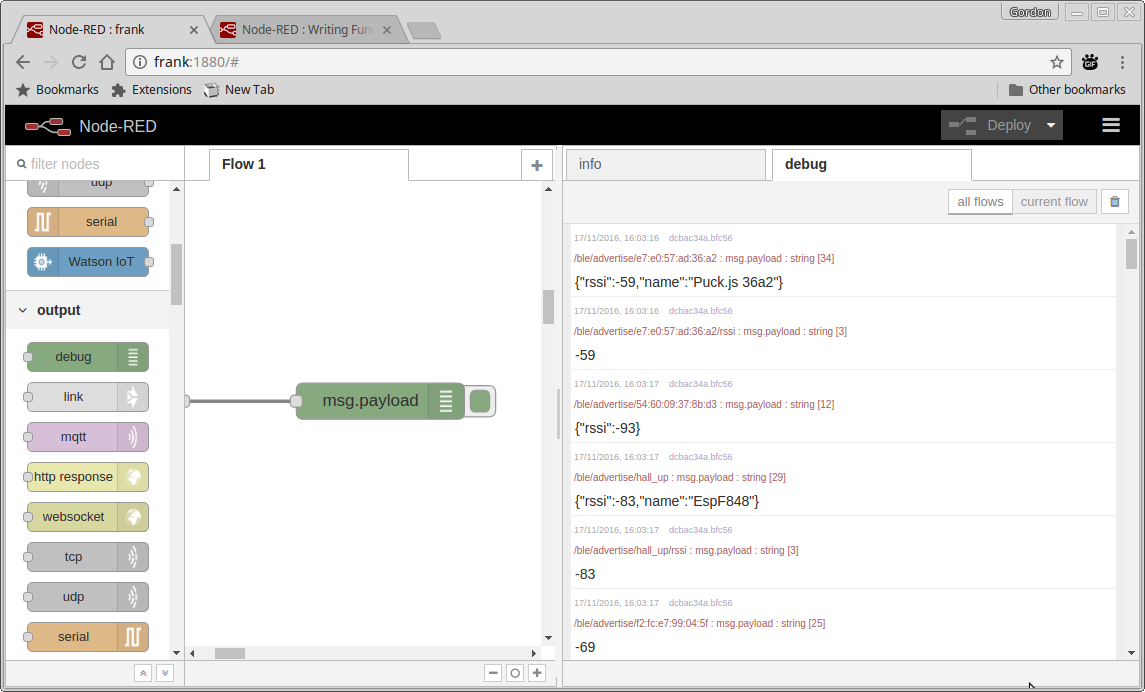 Gordon
Node-RED : frank
Node-RED : Writing Fun
frank:1880/#
GIF
Bookmarks
Extensions
New Tab
Other bookmarks
Node-RED
Deploy
filter nodes
Flow 1
info
debug
all flows
current flow
udp
serial
Watson IoT
output
debug
link
mqtt
http response
websocket
tcp
udp
serial
msg.payload
17/11/2016, 16:03:16 dcbac34a.bfc56
/ble/advertise/e7:e0:57:ad:36:a2 : msg.payload : string [34]
{"rssi":-59,"name":"Puck.js 36a2"}
17/11/2016, 16:03:16 dcbac34a.bfc56
/ble/advertise/e7:e0:57:ad:36:a2/rssi : msg.payload : string [3]
-59
17/11/2016, 16:03:17 dcbac34a.bfc56
/ble/advertise/54:60:09:37:8b:d3 : msg.payload : string [12]
{"rssi":-93}
17/11/2016, 16:03:17 dcbac34a.bfc56
/ble/advertise/hall_up : msg.payload : string [29]
{"rssi":-83,"name":"EspF848"}
17/11/2016, 16:03:17 dcbac34a.bfc56
/ble/advertise/hall_up/rssi : msg.payload : string [3]
-83
17/11/2016, 16:03:17 dcbac34a.bfc56
/ble/advertise/f2:fc:e7:99:04:5f : msg.payload : string [25]
-69